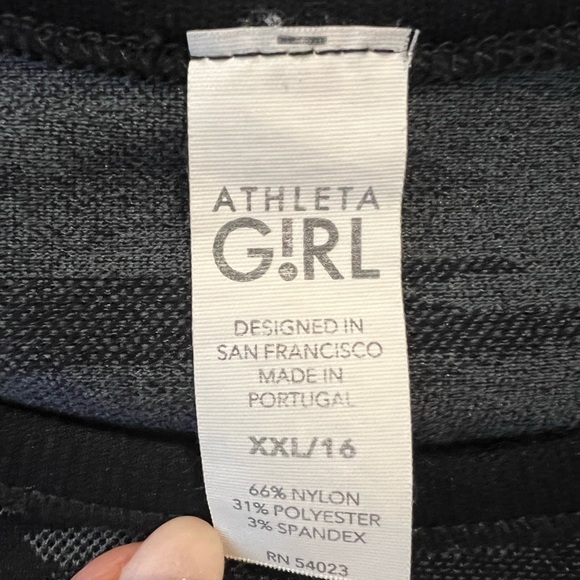 ATHLETA
G!RL
DESIGNED IN
SAN FRANCISCO
MADE IN
PORTUGAL
XXL/16
66% NYLON
31% POLYESTER
3% SPANDEX
RN 54023